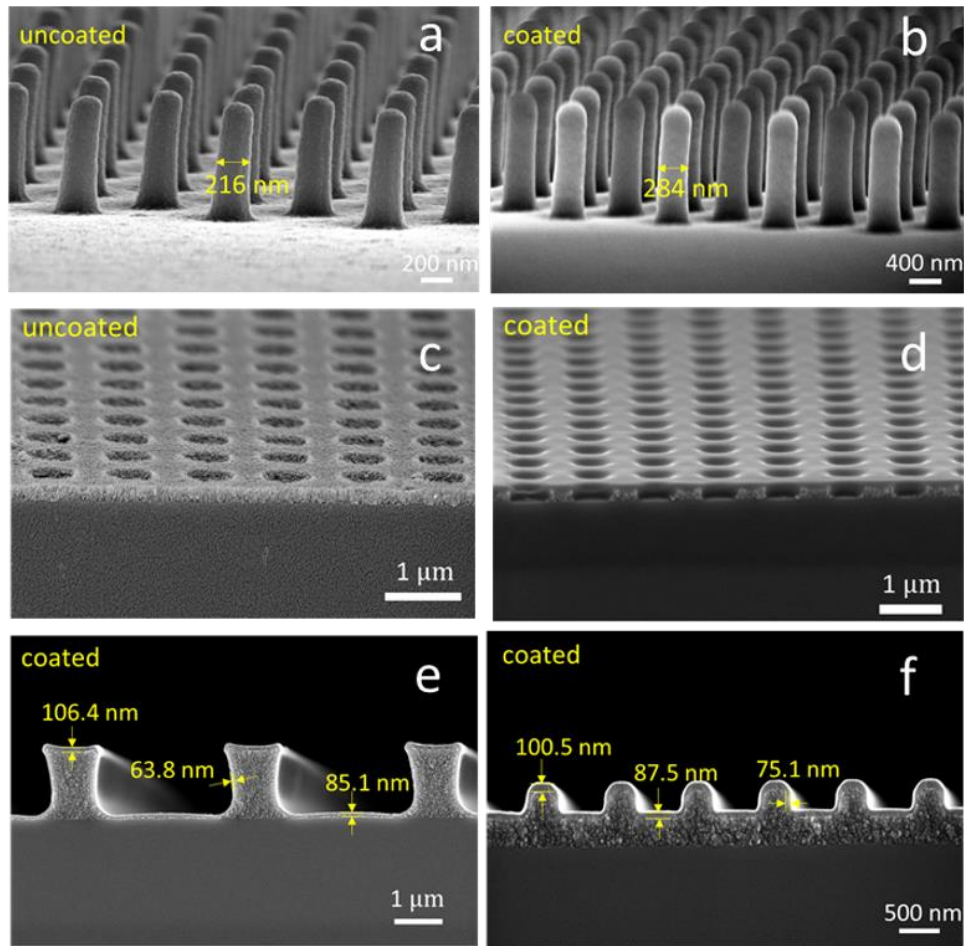 uncoated
a
216 nm
200 nm
coated
b
284 nm
400 nm
uncoated
c
1 μm
coated
d
1 μm
coated
e
106.4 nm
63.8 nm
85.1 nm
1 μm
coated
f
100.5 nm
87.5 nm
75.1 nm
500 nm